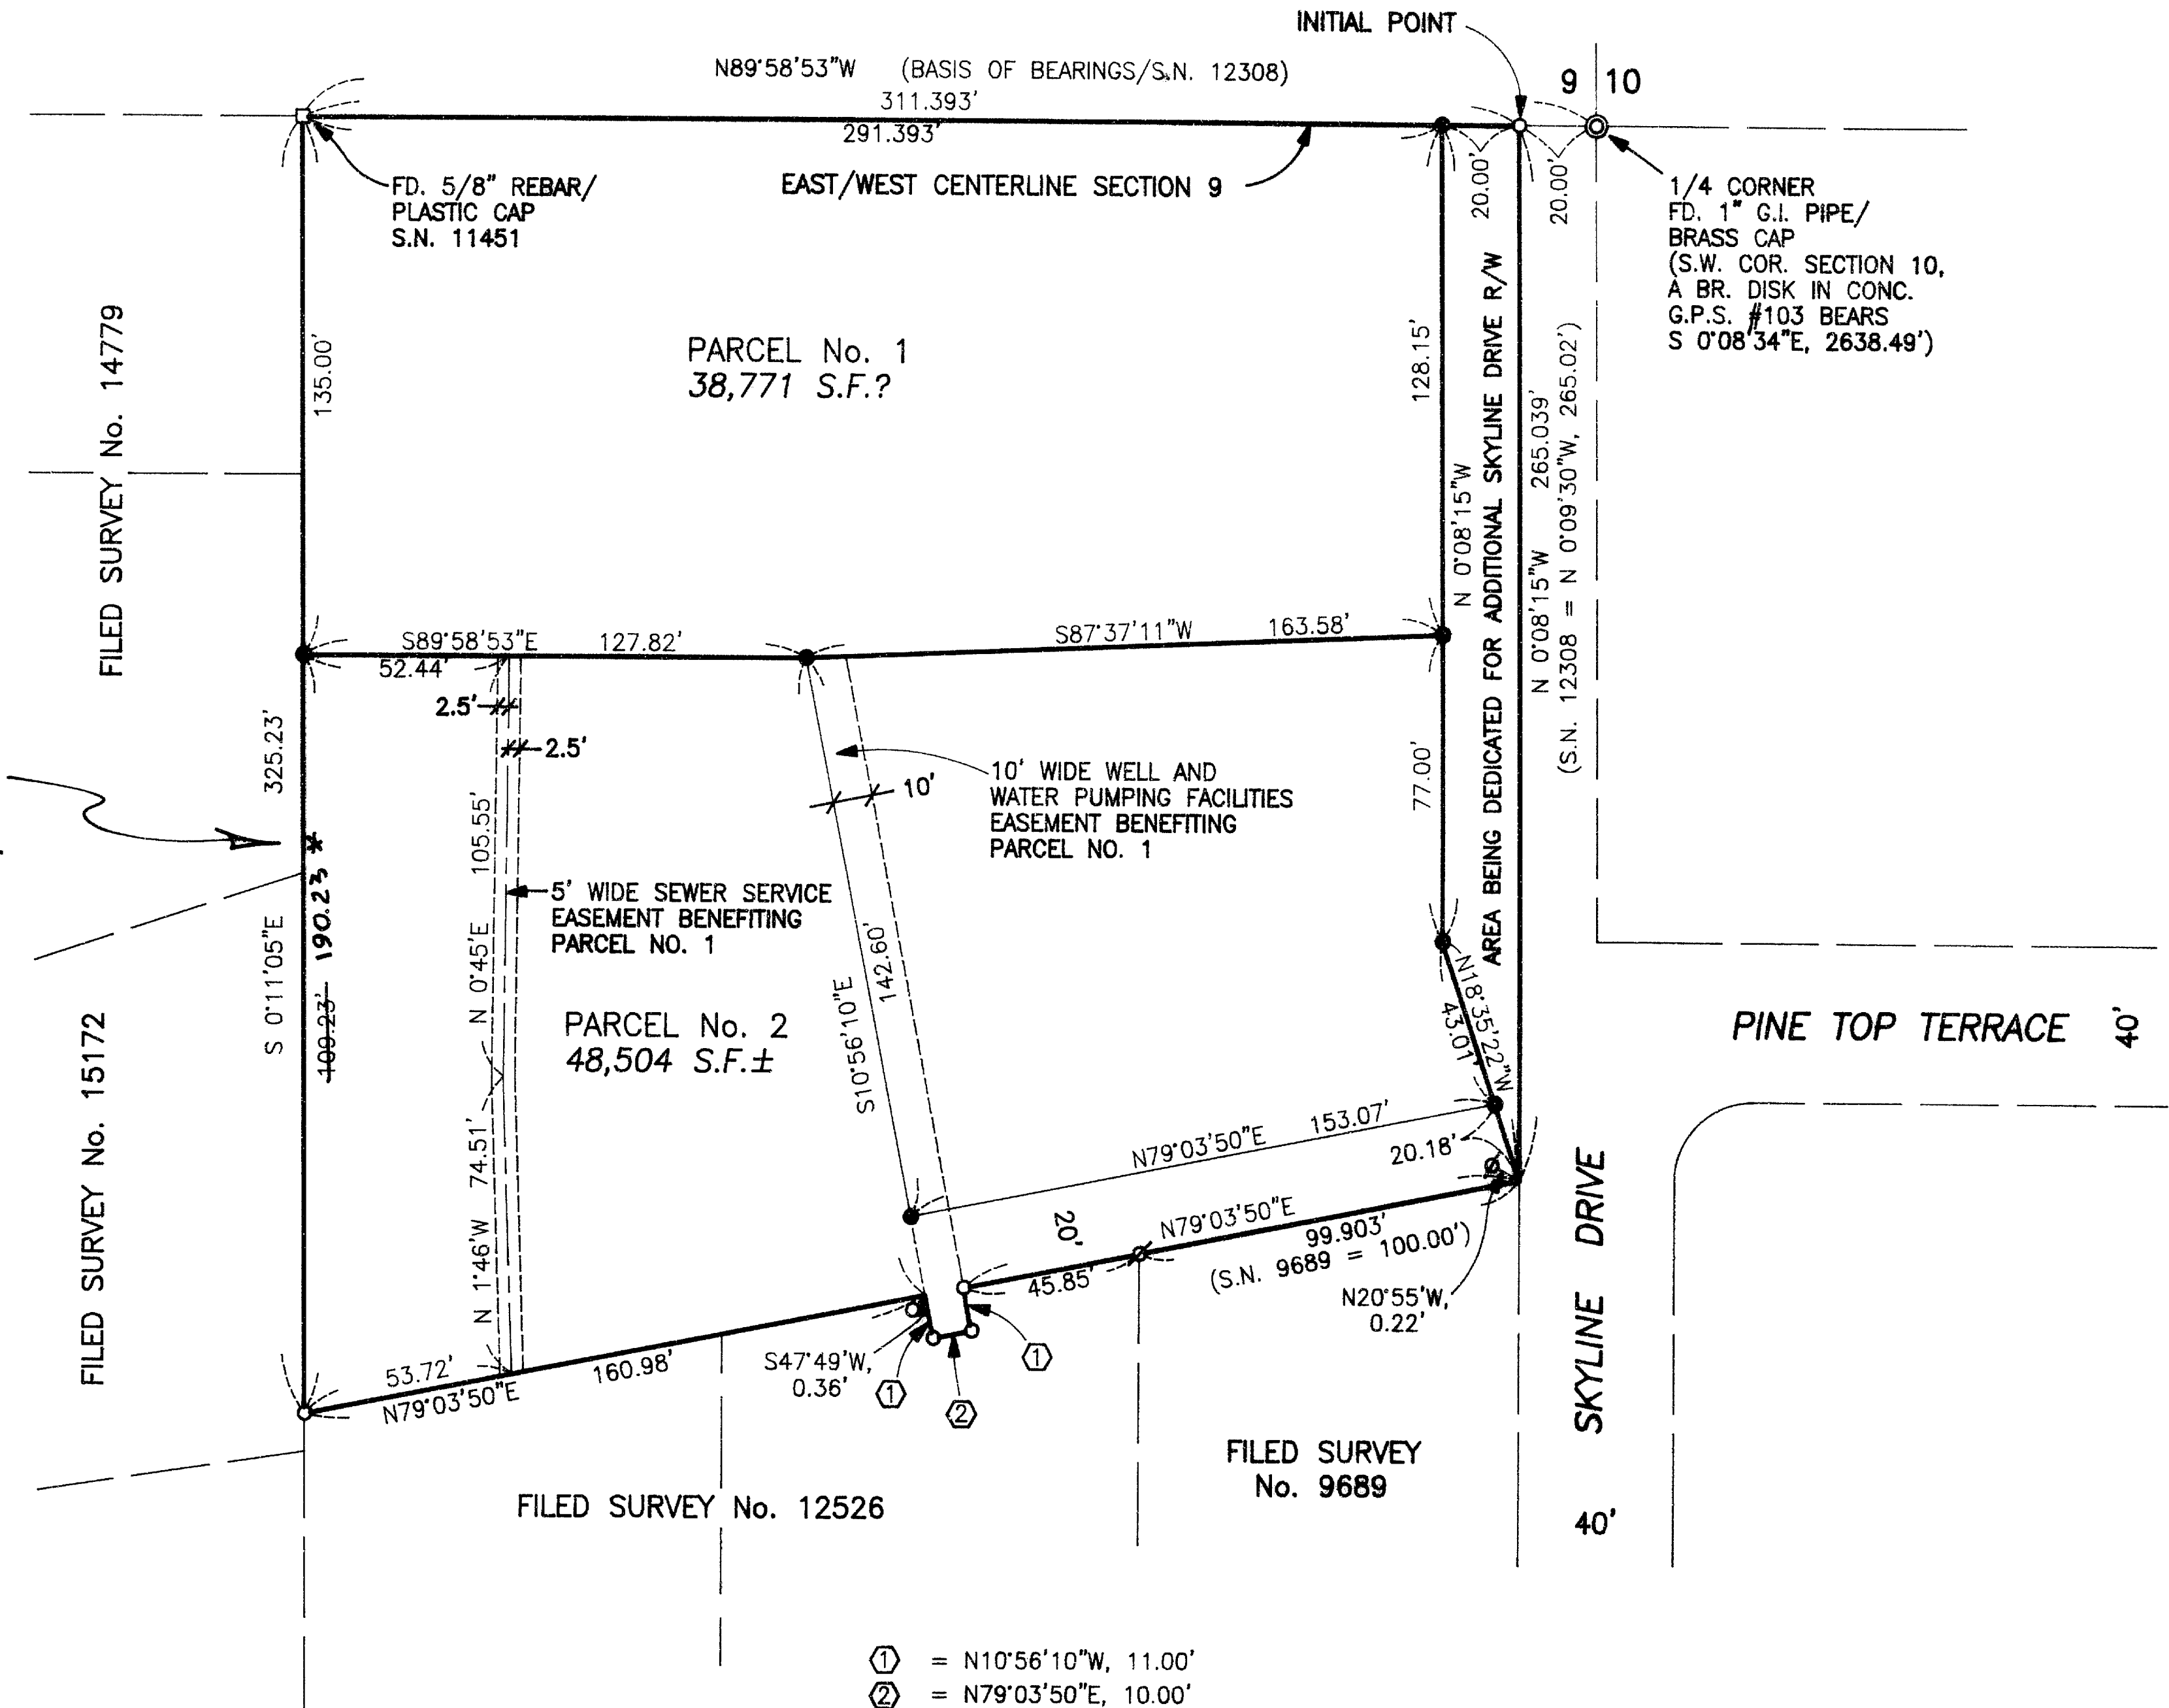 INITIAL POINT
N89°58'53"W (BASIS OF BEARINGS/S.N. 12308)
311.393'
291.393'
9 10
FD. 5/8" REBAR/
PLASTIC CAP
S.N. 11451
EAST/WEST CENTERLINE SECTION 9
20.00'
20.00'
1/4 CORNER
FD. 1" G.I. PIPE/
BRASS CAP
(S.W. COR. SECTION 10,
A BR. DISK IN CONC.
G.P.S. #103 BEARS
S 0°08'34"E, 2638.49')
FILED SURVEY No. 14779
135.00'
PARCEL No. 1
38,771 S.F.?
128.15'
N 0°08'15"W
AREA BEING DEDICATED FOR ADDITIONAL SKYLINE DRIVE R/W
N 0°08'15"W 265.039'
(S.N. 12308 = N 0°09'30"W, 265.02')
S89°58'53"E 127.82'
52.44'
S87°37'11"W 163.58'
2.5'
2.5'
325.23'
S 0°11'05"E
109.23' 190.23 *
105.55'
N 0°45'E
5' WIDE SEWER SERVICE
EASEMENT BENEFITING
PARCEL NO. 1
10'
10' WIDE WELL AND
WATER PUMPING FACILITIES
EASEMENT BENEFITING
PARCEL NO. 1
77.00'
142.60'
S10°56'10"E
PARCEL No. 2
48,504 S.F.±
N18°35'22"W
43.01'
PINE TOP TERRACE 40'
FILED SURVEY No. 15172
N 1°46'W 74.51'
N79°03'50"E 153.07'
20.18'
20'
N79°03'50"E
99.903'
(S.N. 9689 = 100.00')
45.85'
N20°55'W,
0.22'
SKYLINE DRIVE
40'
53.72'
N79°03'50"E
160.98'
S47°49'W,
0.36'
1
1
2
FILED SURVEY
No. 9689
FILED SURVEY No. 12526
1 = N10°56'10"W, 11.00'
2 = N79°03'50"E, 10.00'